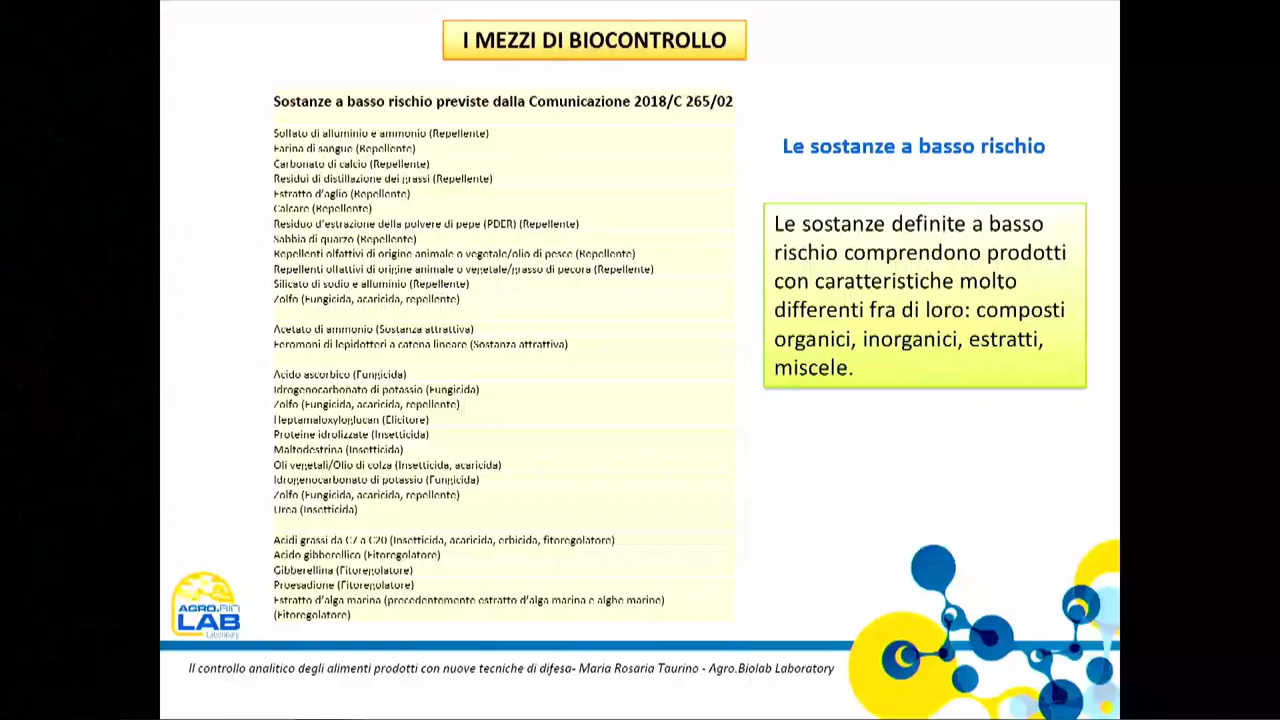 I MEZZI DI BIOCONTROLLO
Sostanze a basso rischio previste dalla Comunicazione 2018/C 265/02
Solfato di alluminio e ammonio (Repellente)
Farina di sangue (Repellente)
Carbonato di calcio (Repellente)
Residui di distillazione dei grassi (Repellente)
Estratto d'aglio (Repellente)
Calcare (Repellente)
Residuo d'estrazione della polvere di pepe (PDER) (Repellente)
Sabbia di quarzo (Repellente)
Repellenti olfattivi di origine animale o vegetale/olio di pesce (Repellente)
Repellenti olfattivi di origine animale o vegetale/grasso di pecora (Repellente)
Silicato di sodio e alluminio (Repellente)
Zolfo (Fungicida, acaricida, repellente)
Acetato di ammonio (Sostanza attrattiva)
Feromoni di lepidotteri a catena lineare (Sostanza attrattiva)
Acido ascorbico (Fungicida)
Idrogenocarbonato di potassio (Fungicida)
Zolfo (Fungicida, acaricida, repellente)
Heptamaloxyloglucan (Elicitore)
Proteine idrolizzate (Insetticida)
Maltodestrina (Insetticida)
Oli vegetali/Olio di colza (Insetticida, acaricida)
Idrogenocarbonato di potassio (Fungicida)
Zolfo (Fungicida, acaricida, repellente)
Urea (Insetticida)
Acidi grassi da C7 a C20 (Insetticida, acaricida, erbicida, fitoregolatore)
Acido gibberellico (Fitoregolatore)
Gibberellina (Fitoregolatore)
Proesadione (Fitoregolatore)
Estratto d'alga marina (precedentemente estratto d'alga marina e alghe marine)
(Fitoregolatore)
Le sostanze a basso rischio
Le sostanze definite a basso
rischio comprendono prodotti
con caratteristiche molto
differenti fra di loro: composti
organici, inorganici, estratti,
miscele.
AGRO.BIO
LAB
Laboratory
Il controllo analitico degli alimenti prodotti con nuove tecniche di difesa- Maria Rosaria Taurino - Agro.Biolab Laboratory